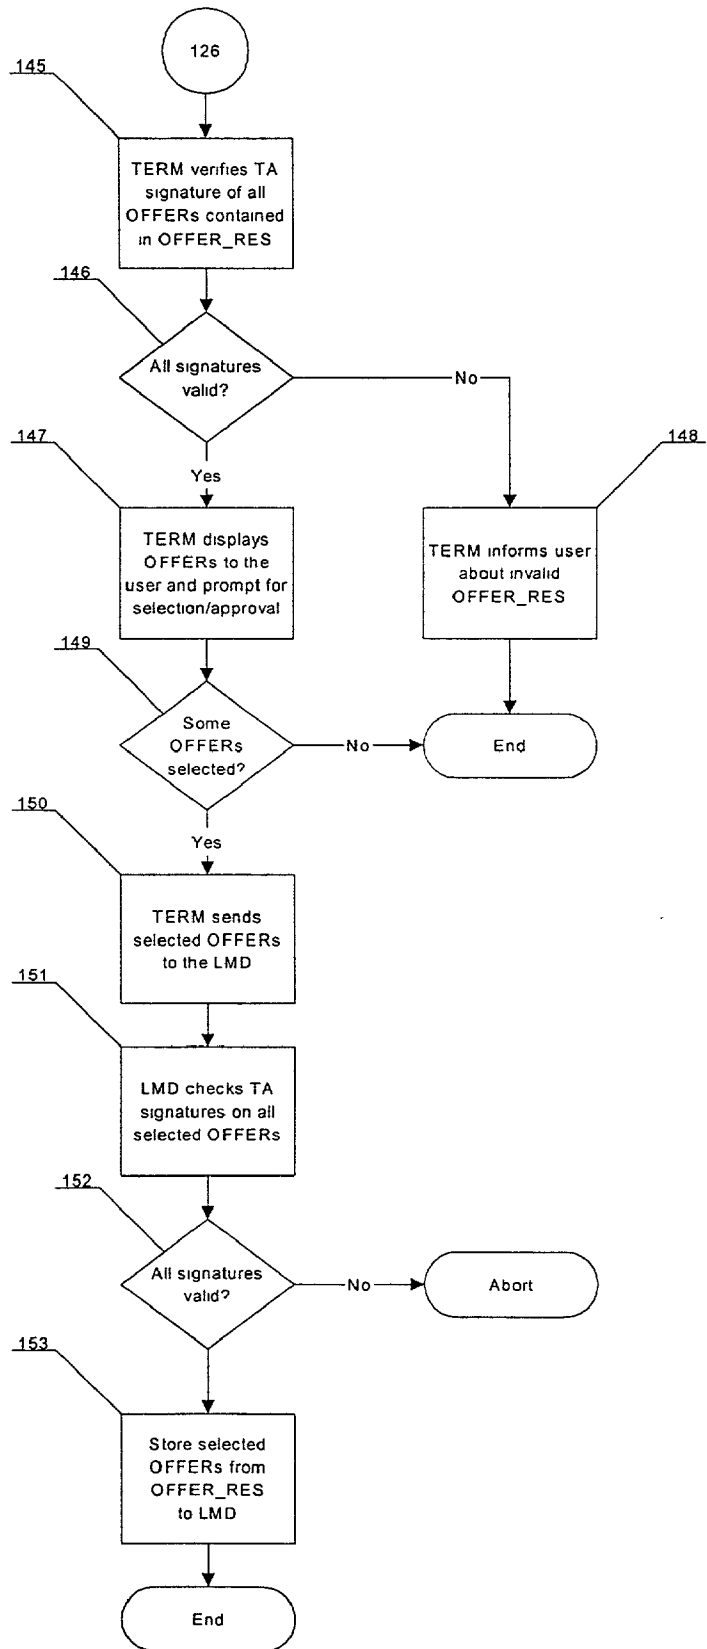 126
145
TERM verifies TA
signature of all
OFFERs contained
in OFFER_RES
146
All signatures
valid?
No
147
148
Yes
TERM displays
OFFERs to the
user and prompt for
selection/approval
TERM informs user
about invalid
OFFER_RES
149
Some
OFFERs
selected?
No
End
150
Yes
TERM sends
selected OFFERs
to the LMD
151
LMD checks TA
signatures on all
selected OFFERs
152
All signatures
valid?
No
Abort
153
Store selected
OFFERs from
OFFER_RES
to LMD
End